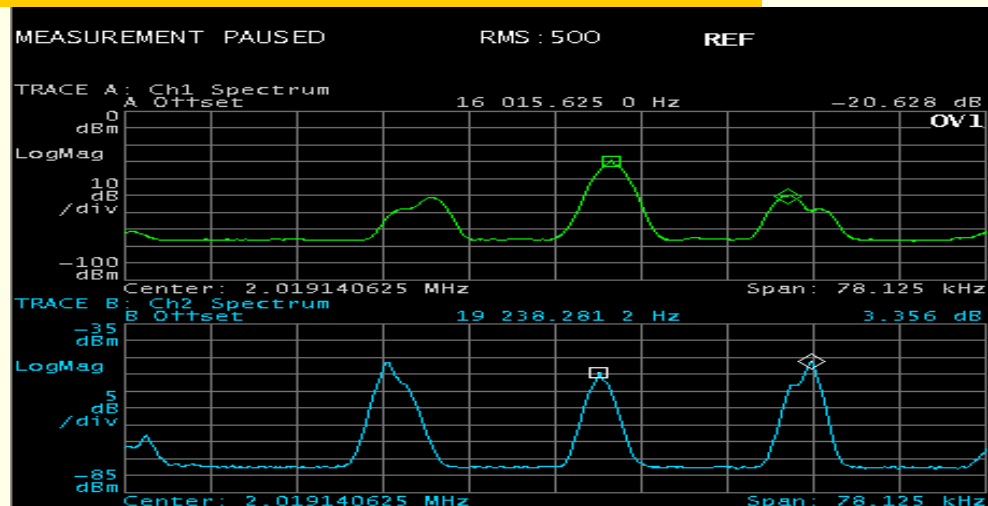 MEASUREMENT PAUSED RMS:500 REF
TRACE A: Ch1 Spectrum
A Offset 16 015.625 0 Hz -20.628 dB
0
dBm
OV1
LogMag
10
dB
/div
-100
dBm
Center: 2.019140625 MHz Span: 78.125 kHz
TRACE B: Ch2 Spectrum
B Offset 19 238.281 2 Hz 3.356 dB
-35
dBm
LogMag
5
dB
/div
-85
dBm
Center: 2.019140625 MHz Span: 78.125 kHz